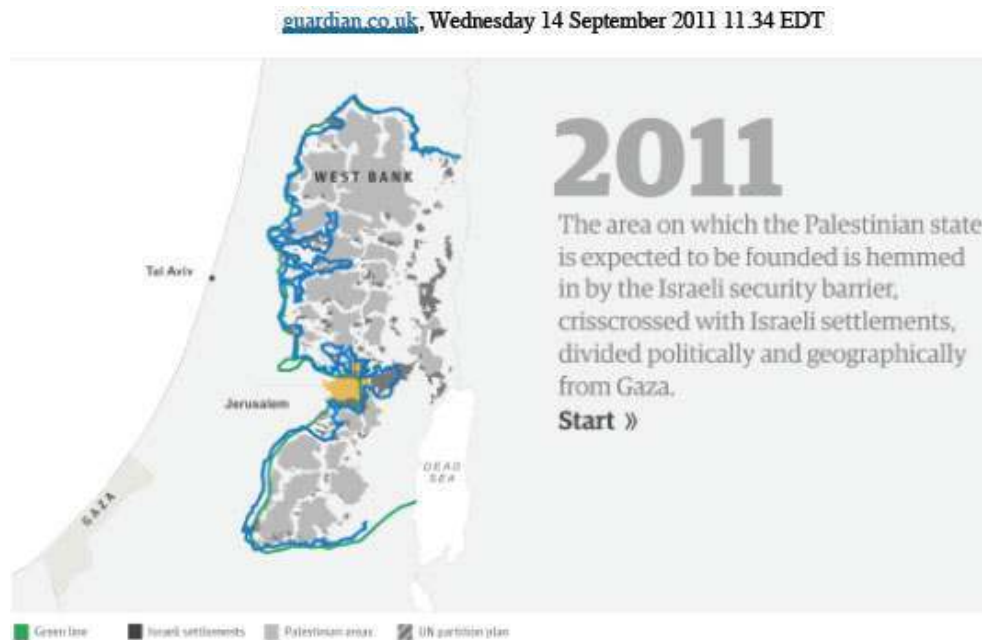 guardian.co.uk, Wednesday 14 September 2011 11.34 EDT
2011
The area on which the Palestinian state
is expected to be founded is hemmed
in by the Israeli security barrier,
crisscrossed with Israeli settlements,
divided politically and geographically
from Gaza.
Start »
WEST BANK
Tel Aviv
Jerusalem
DEAD
SEA
GAZA
Green line
Israeli settlements
Palestinian areas
UN partition plan